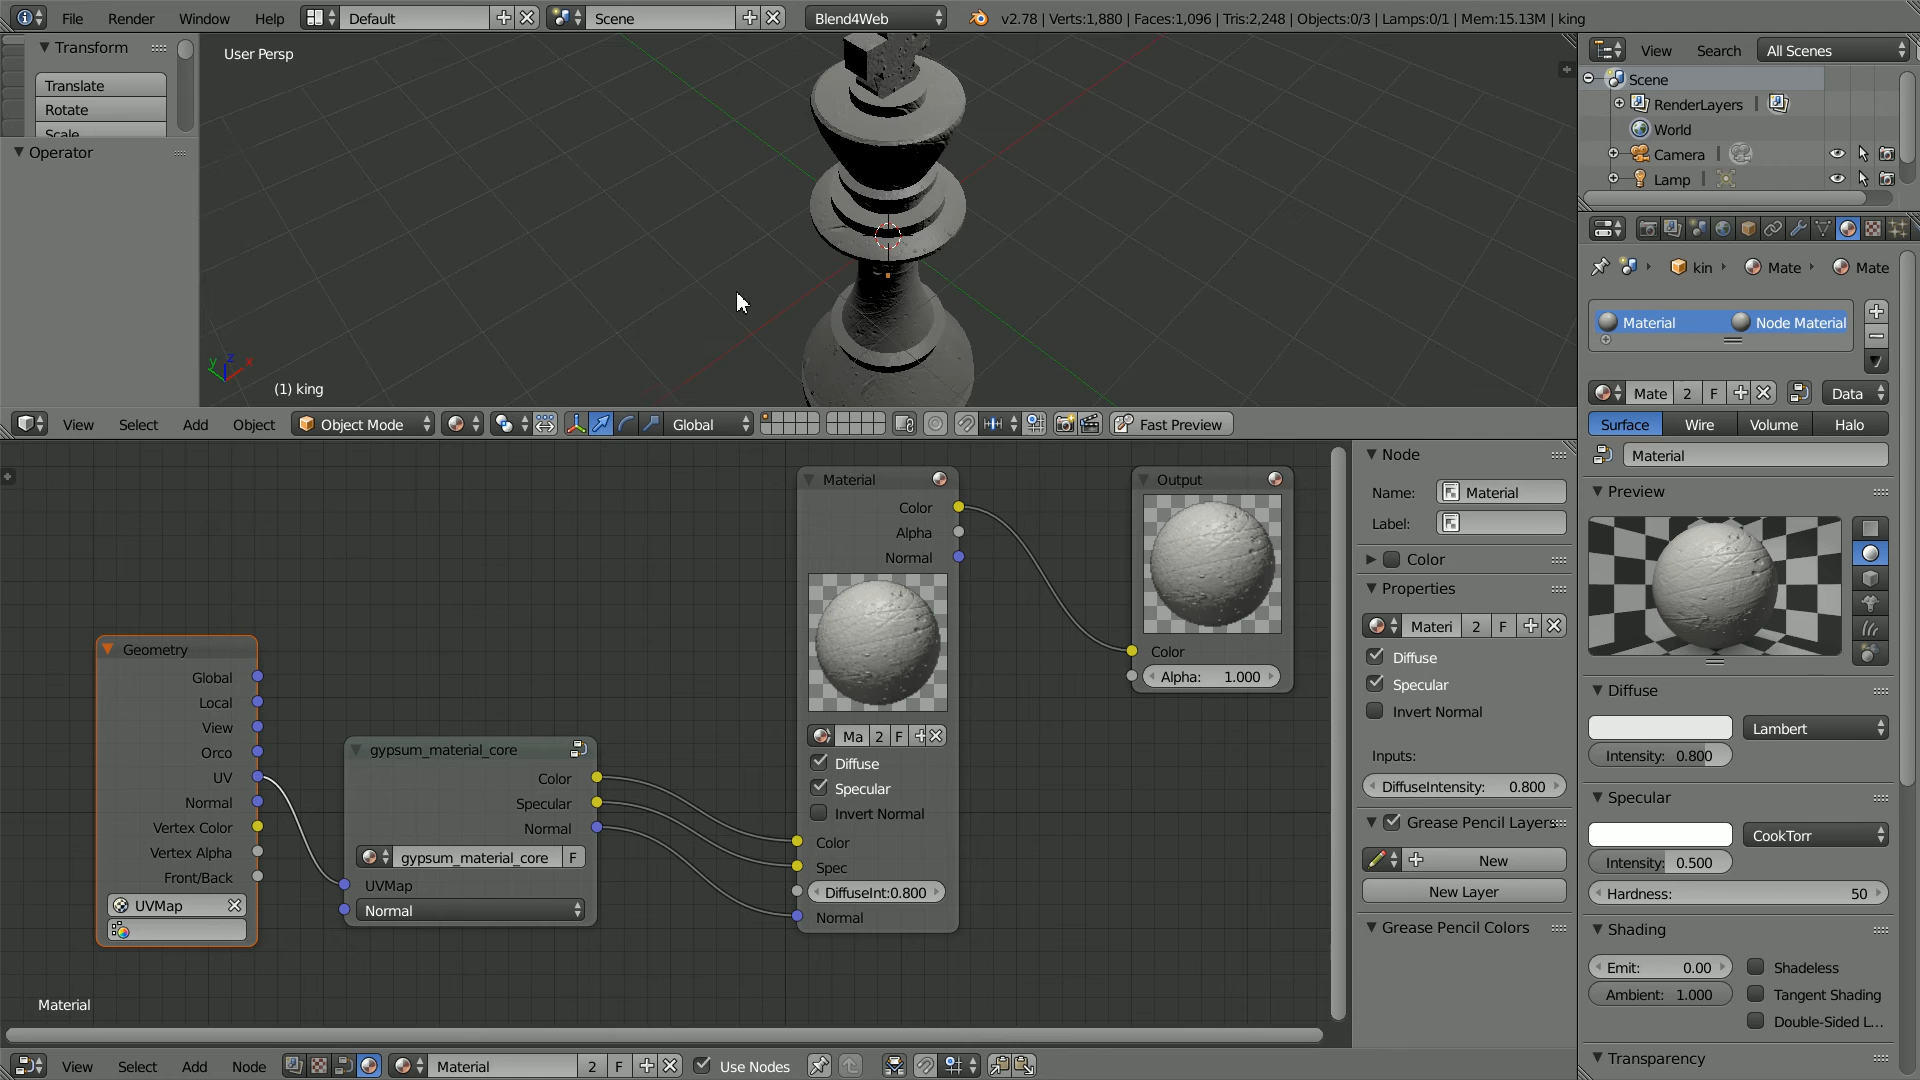 File Render Window Help Default Scene Blend4Web v2.78 | Verts:1,880 | Faces:1,096 | Tris:2,248 | Objects:0/3 | Lamps:0/1 | Mem:15.13M | king
Transform
Translate
Rotate
Scale
Operator
User Persp
(1) king
View Select Add Object Object Mode Global Fast Preview
View Search All Scenes
Scene
RenderLayers |
World
Camera |
Lamp |
kin Mate Mate
Material Node Material
Mate 2 F Data
Surface Wire Volume Halo
Material
Preview
Diffuse
Lambert
Intensity: 0.800
Specular
CookTorr
Intensity: 0.500
Hardness: 50
Shading
Emit: 0.00 Shadeless
Ambient: 1.000 Tangent Shading
Double-Sided L...
Transparency
Geometry
Global
Local
View
Orco
UV
Normal
Vertex Color
Vertex Alpha
Front/Back
UVMap
gypsum_material_core
Color
Specular
Normal
gypsum_material_core F
UVMap
Normal
Material
Color
Alpha
Normal
Ma 2 F
Diffuse
Specular
Invert Normal
Color
Spec
DiffuseInt:0.800
Normal
Output
Color
Alpha: 1.000
Node
Name: Material
Label:
Color
Properties
Materi 2 F
Diffuse
Specular
Invert Normal
Inputs:
DiffuseIntensity: 0.800
Grease Pencil Layers
New
New Layer
Grease Pencil Colors
Material
View Select Add Node Material 2 F Use Nodes